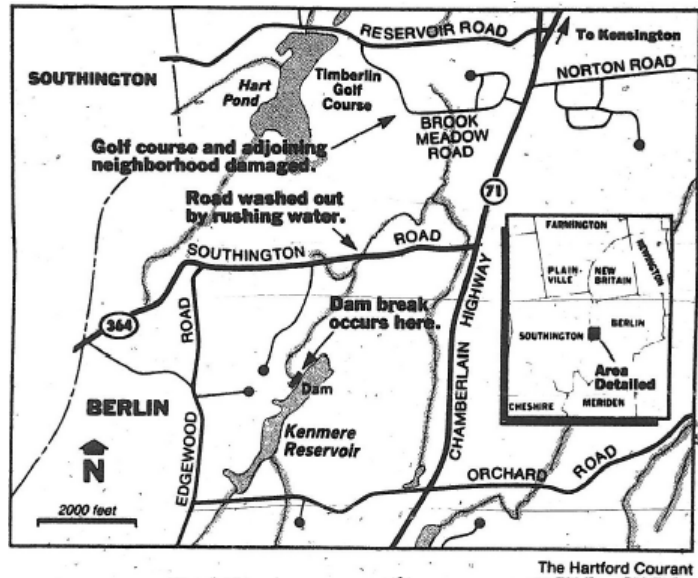 RESERVOIR ROAD
To Kensington
SOUTHINGTON
Hart
Pond
Timberlin
Golf
Course
NORTON ROAD
BROOK
MEADOW
ROAD
Golf course and adjoining
neighborhood damaged.
71
Road washed out
by rushing water.
SOUTHINGTON ROAD
CHAMBERLAIN HIGHWAY
364
Dam break
occurs here.
Dam
BERLIN
N
EDGEWOOD ROAD
Kenmere
Reservoir
ORCHARD ROAD
2000 feet
FARMINGTON
NEWINGTON
PLAIN-
VILLE
NEW
BRITAIN
SOUTHINGTON
BERLIN
Area
Detailed
CHESHIRE
MERIDEN
The Hartford Courant